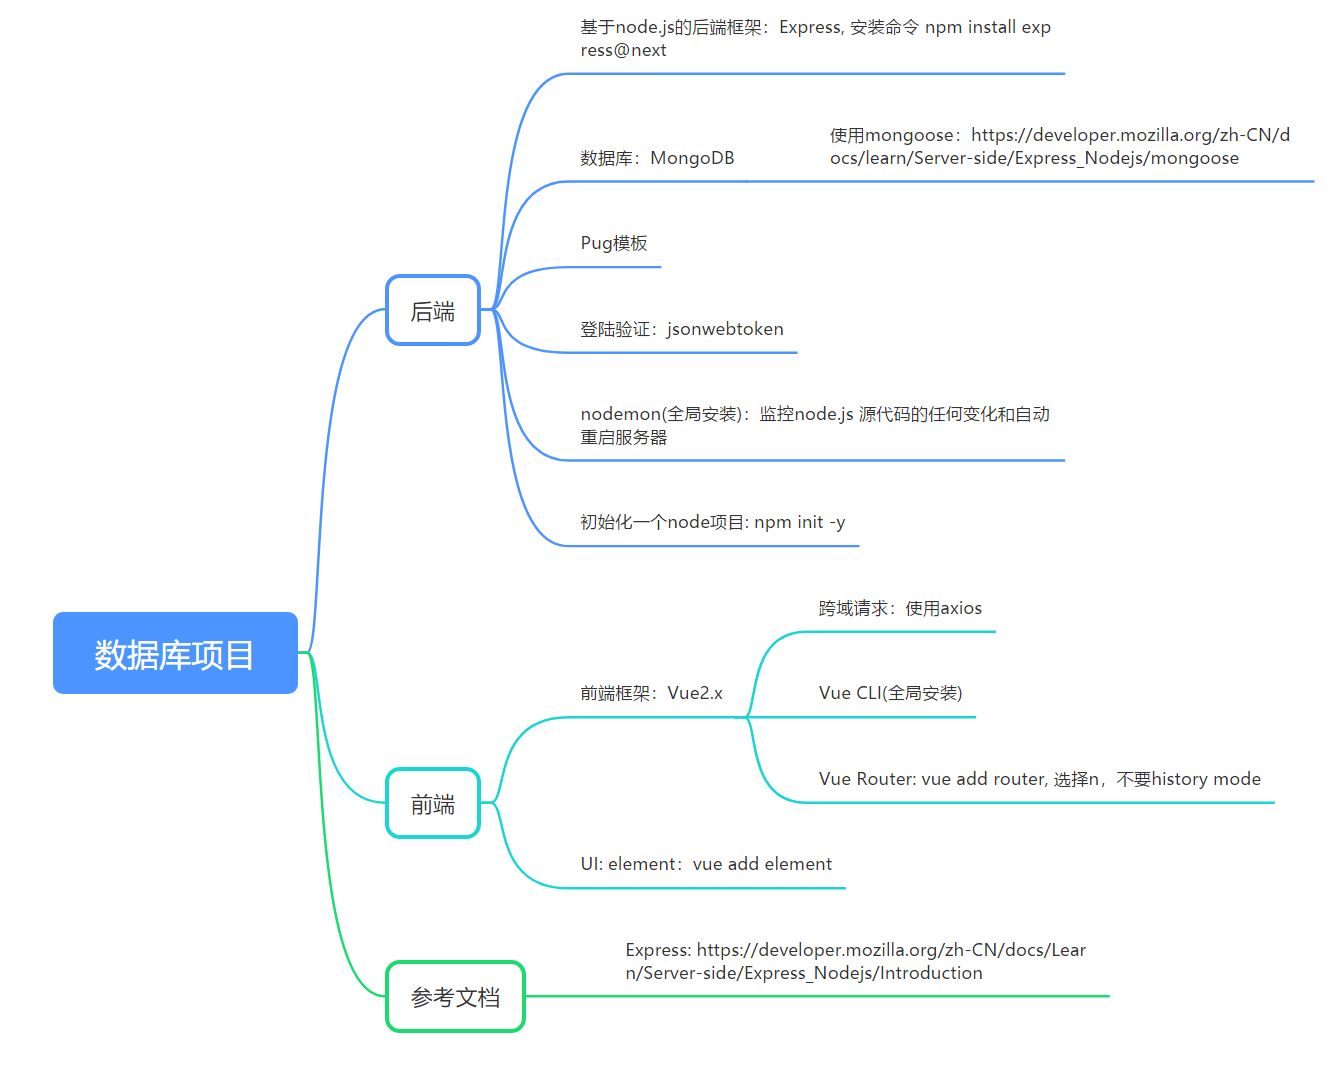 基于node.js的后端框架：Express, 安装命令 npm install exp
ress@next
数据库：MongoDB
使用mongoose：https://developer.mozilla.org/zh-CN/d
ocs/learn/Server-side/Express_Nodejs/mongoose
Pug模板
后端
登陆验证：jsonwebtoken
nodemon(全局安装)：监控node.js 源代码的任何变化和自动
重启服务器
初始化一个node项目: npm init -y
数据库项目
跨域请求：使用axios
前端框架：Vue2.x
Vue CLI(全局安装)
Vue Router: vue add router, 选择n，不要history mode
前端
UI: element：vue add element
参考文档
Express: https://developer.mozilla.org/zh-CN/docs/Lear
n/Server-side/Express_Nodejs/Introduction